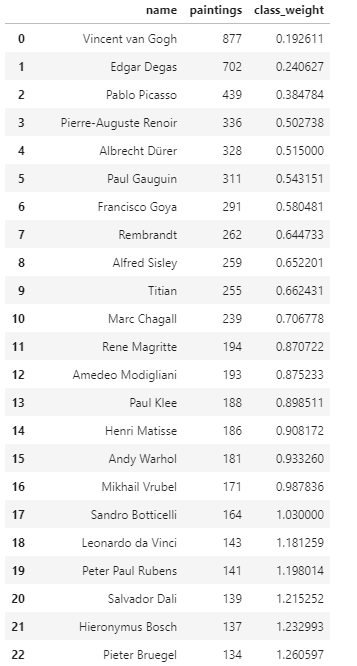 name paintings class_weight
0 Vincent van Gogh 877 0.192611
1 Edgar Degas 702 0.240627
2 Pablo Picasso 439 0.384784
3 Pierre-Auguste Renoir 336 0.502738
4 Albrecht Dürer 328 0.515000
5 Paul Gauguin 311 0.543151
6 Francisco Goya 291 0.580481
7 Rembrandt 262 0.644733
8 Alfred Sisley 259 0.652201
9 Titian 255 0.662431
10 Marc Chagall 239 0.706778
11 Rene Magritte 194 0.870722
12 Amedeo Modigliani 193 0.875233
13 Paul Klee 188 0.898511
14 Henri Matisse 186 0.908172
15 Andy Warhol 181 0.933260
16 Mikhail Vrubel 171 0.987836
17 Sandro Botticelli 164 1.030000
18 Leonardo da Vinci 143 1.181259
19 Peter Paul Rubens 141 1.198014
20 Salvador Dali 139 1.215252
21 Hieronymus Bosch 137 1.232993
22 Pieter Bruegel 134 1.260597